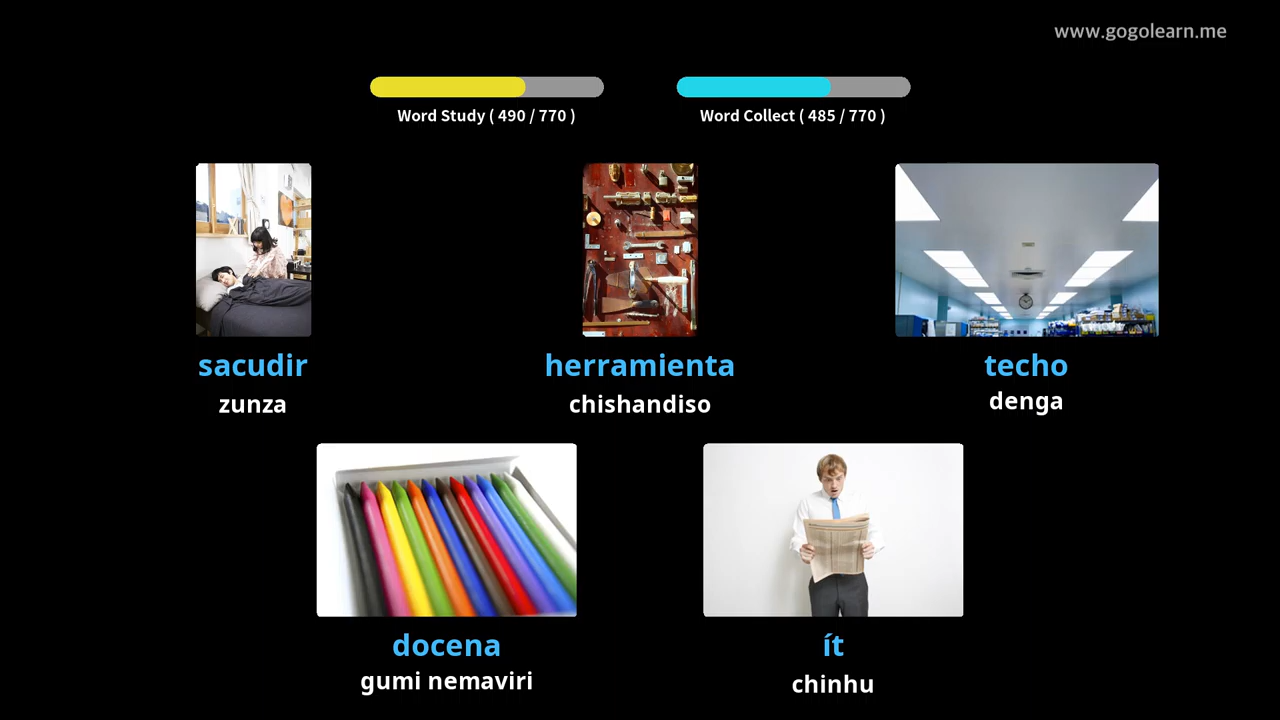 www.gogolearn.me
Word Study ( 490 / 770 )
Word Collect ( 485 / 770 )
sacudir
zunza
herramienta
chishandiso
techo
denga
docena
gumi nemaviri
ít
chinhu